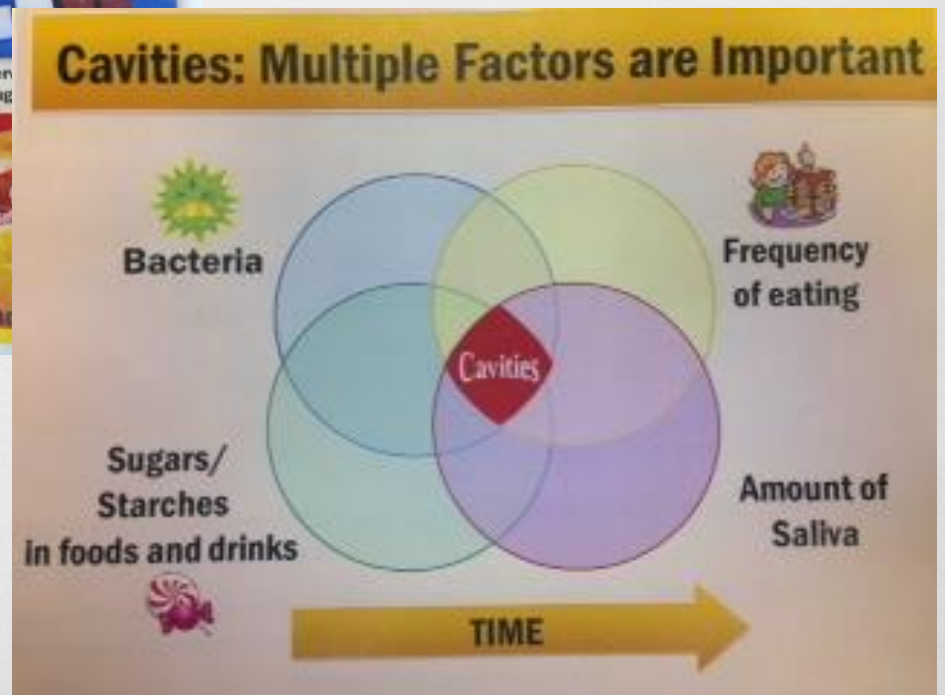 Cavities: Multiple Factors are Important
Bacteria
Frequency
of eating
Cavities
Sugars/
Starches
in foods and drinks
Amount of
Saliva
TIME